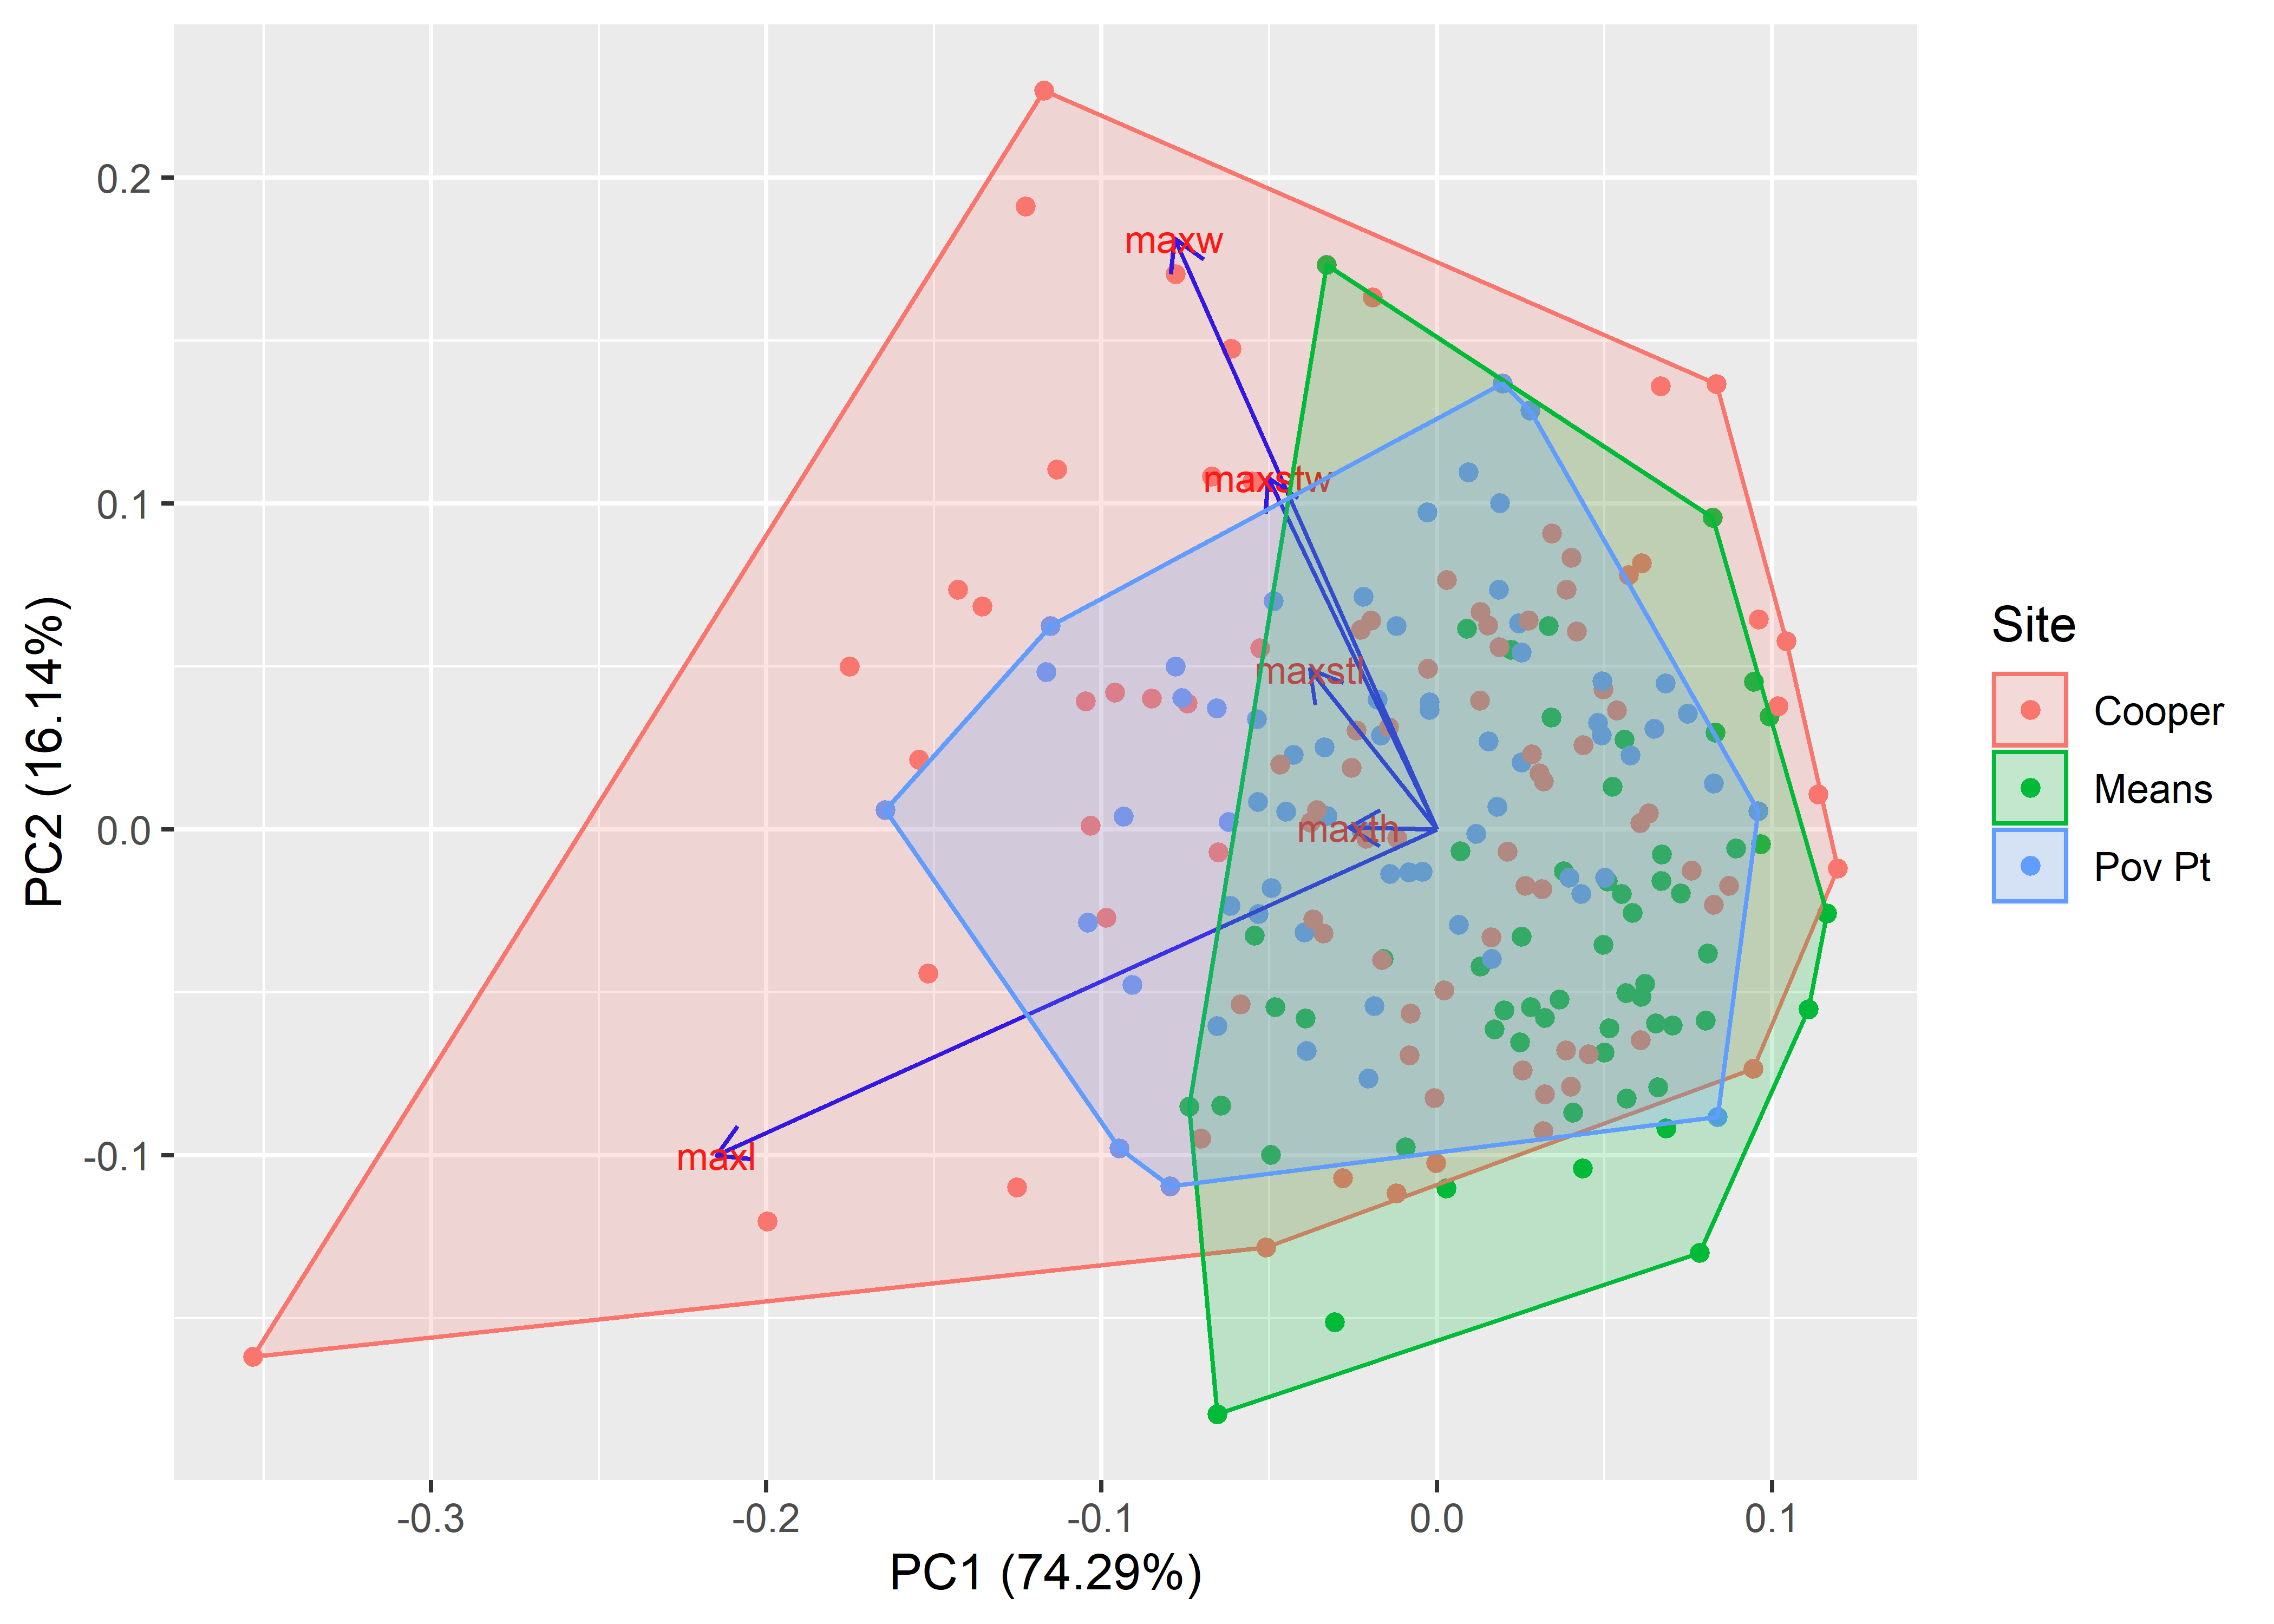 PC2 (16.14%)
0.2
0.1
0.0
-0.1
maxw
maxstw
maxstl
maxth
maxl
-0.3
-0.2
-0.1
0.0
0.1
PC1 (74.29%)
Site
Cooper
Means
Pov Pt